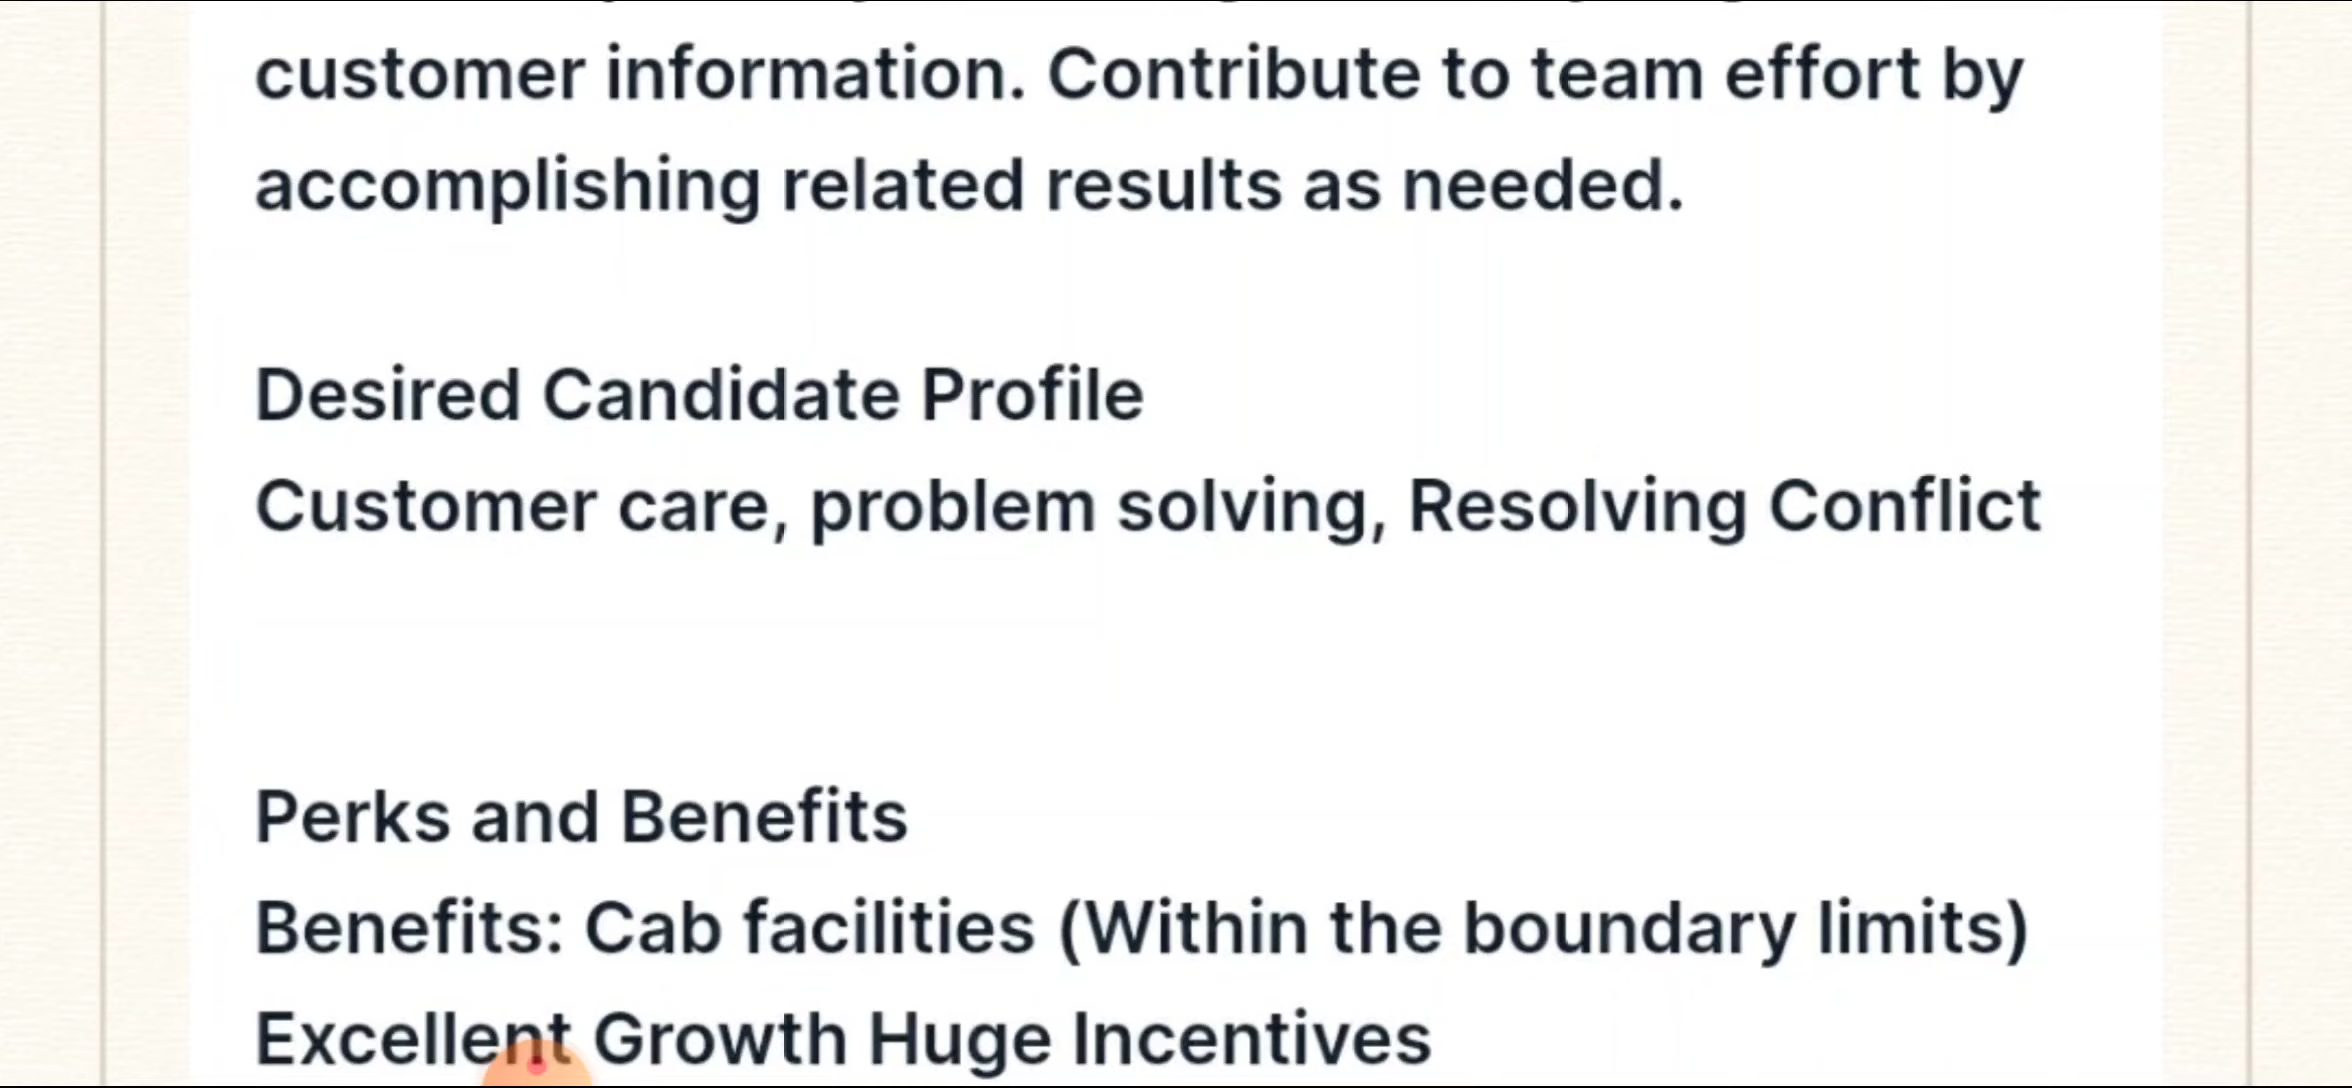 customer information. Contribute to team effort by
accomplishing related results as needed.
Desired Candidate Profile
Customer care, problem solving, Resolving Conflict
Perks and Benefits
Benefits: Cab facilities (Within the boundary limits)
Excellent Growth Huge Incentives